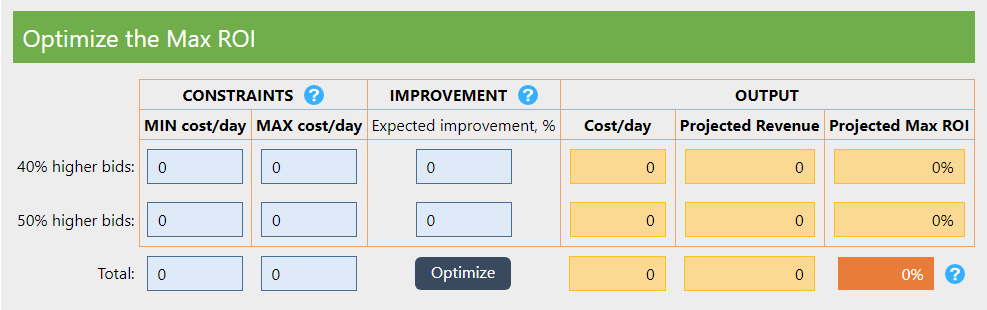 Optimize the Max ROI
CONSTRAINTS ? IMPROVEMENT ? OUTPUT
MIN cost/day MAX cost/day Expected improvement, % Cost/day Projected Revenue Projected Max ROI
40% higher bids: 0 0 0 0 0 0%
50% higher bids: 0 0 0 0 0 0%
Total: 0 0 Optimize 0 0 0% ?